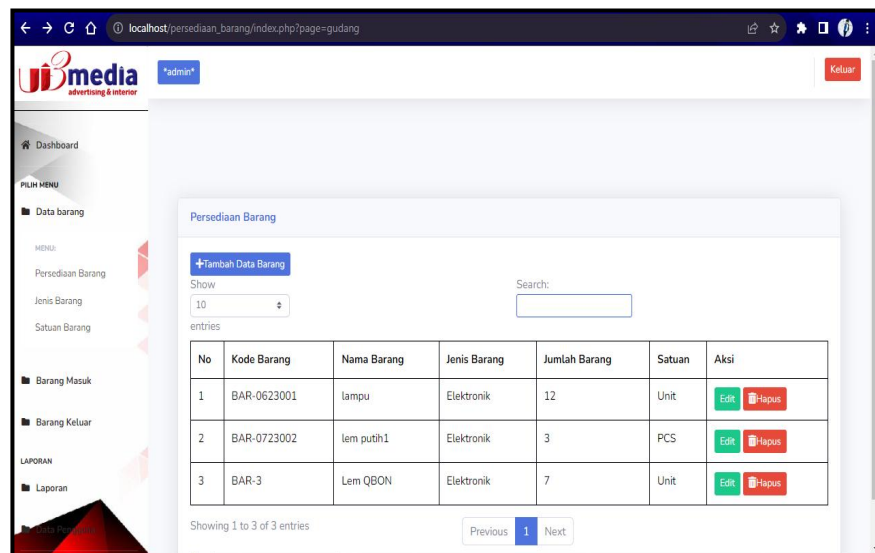 localhost/persediaan_barang/index.php?page=gudang
ui3media
advertising & interior
*admin*
Keluar
Dashboard
PILIH MENU
Data barang
MENU:
Persediaan Barang
Jenis Barang
Satuan Barang
Barang Masuk
Barang Keluar
LAPORAN
Laporan
Persediaan Barang
+Tambah Data Barang
Show
10
entries
Search:
No Kode Barang Nama Barang Jenis Barang Jumlah Barang Satuan Aksi
1 BAR-0623001 lampu Elektronik 12 Unit Edit Hapus
2 BAR-0723002 lem putih1 Elektronik 3 PCS Edit Hapus
3 BAR-3 Lem QBON Elektronik 7 Unit Edit Hapus
Showing 1 to 3 of 3 entries
Previous 1 Next